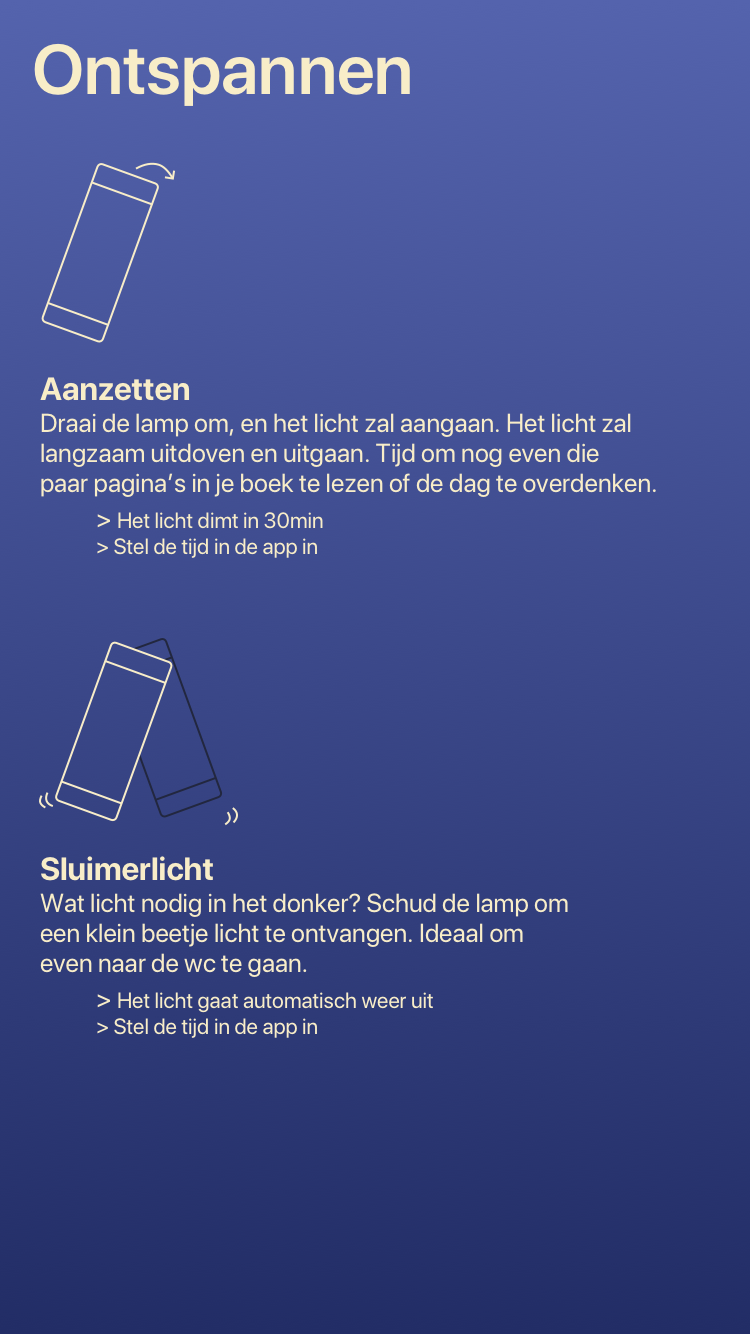 Ontspannen
Aanzetten
Draai de lamp om, en het licht zal aangaan. Het licht zal
langzaam uitdoven en uitgaan. Tijd om nog even die
paar pagina’s in je boek te lezen of de dag te overdenken.
> Het licht dimt in 30min
> Stel de tijd in de app in
Sluimerlicht
Wat licht nodig in het donker? Schud de lamp om
een klein beetje licht te ontvangen. Ideaal om
even naar de wc te gaan.
> Het licht gaat automatisch weer uit
> Stel de tijd in de app in